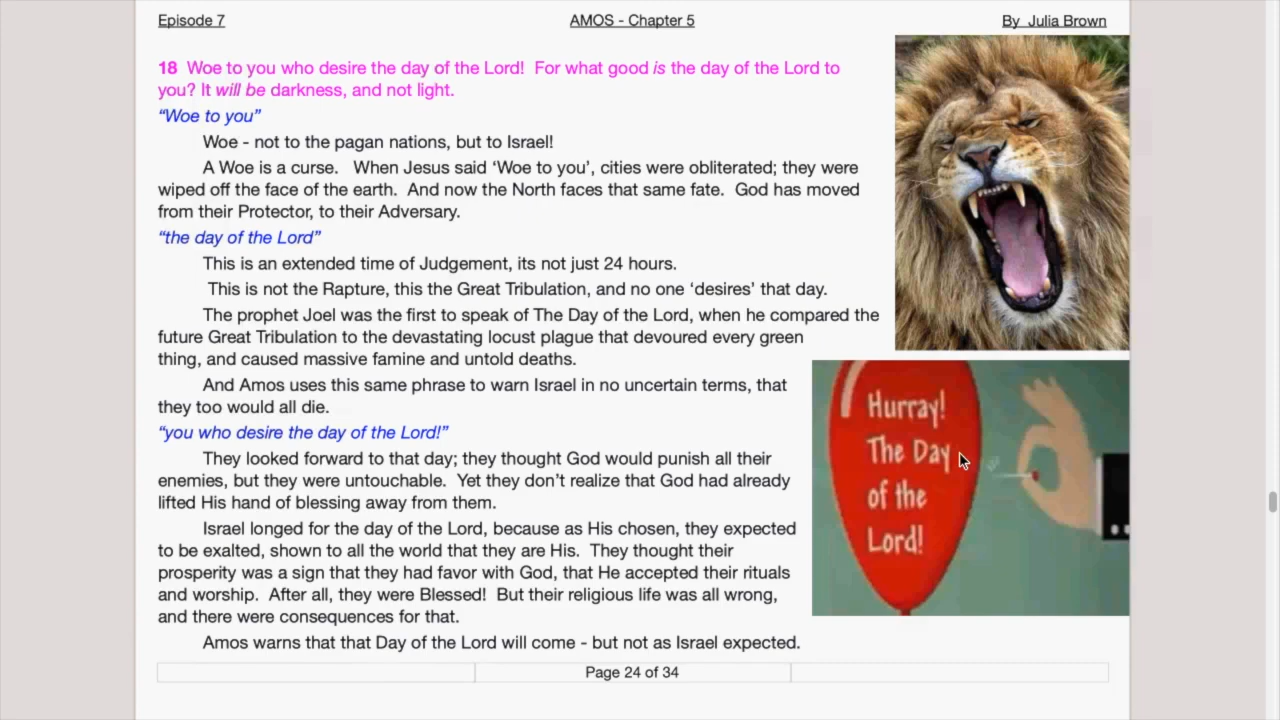 Episode 7
AMOS - Chapter 5
By Julia Brown
18 Woe to you who desire the day of the Lord! For what good is the day of the Lord to
you? It will be darkness, and not light.
“Woe to you”
Woe - not to the pagan nations, but to Israel!
A Woe is a curse. When Jesus said ‘Woe to you’, cities were obliterated; they were
wiped off the face of the earth. And now the North faces that same fate. God has moved
from their Protector, to their Adversary.
“the day of the Lord”
This is an extended time of Judgement, its not just 24 hours.
This is not the Rapture, this the Great Tribulation, and no one ‘desires’ that day.
The prophet Joel was the first to speak of The Day of the Lord, when he compared the
future Great Tribulation to the devastating locust plague that devoured every green
thing, and caused massive famine and untold deaths.
And Amos uses this same phrase to warn Israel in no uncertain terms, that
they too would all die.
“you who desire the day of the Lord!”
They looked forward to that day; they thought God would punish all their
enemies, but they were untouchable. Yet they don’t realize that God had already
lifted His hand of blessing away from them.
Israel longed for the day of the Lord, because as His chosen, they expected
to be exalted, shown to all the world that they are His. They thought their
prosperity was a sign that they had favor with God, that He accepted their rituals
and worship. After all, they were Blessed! But their religious life was all wrong,
and there were consequences for that.
Amos warns that that Day of the Lord will come - but not as Israel expected.
Hurray!
The Day
of the
Lord!
Page 24 of 34